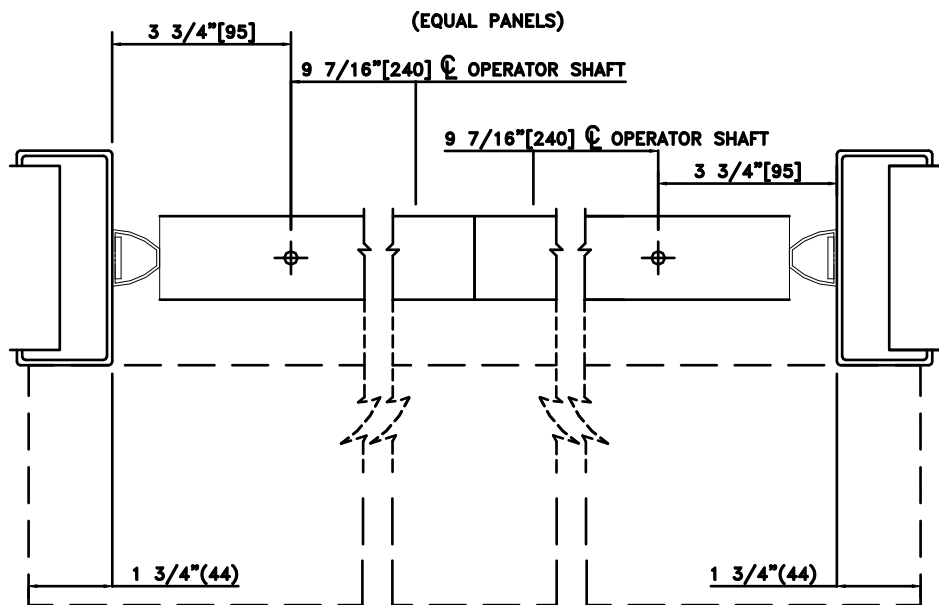 (EQUAL PANELS)
3 3/4"[95]
9 7/16"[240] ℄ OPERATOR SHAFT
9 7/16"[240] ℄ OPERATOR SHAFT
3 3/4"[95]
1 3/4"(44)
1 3/4"(44)